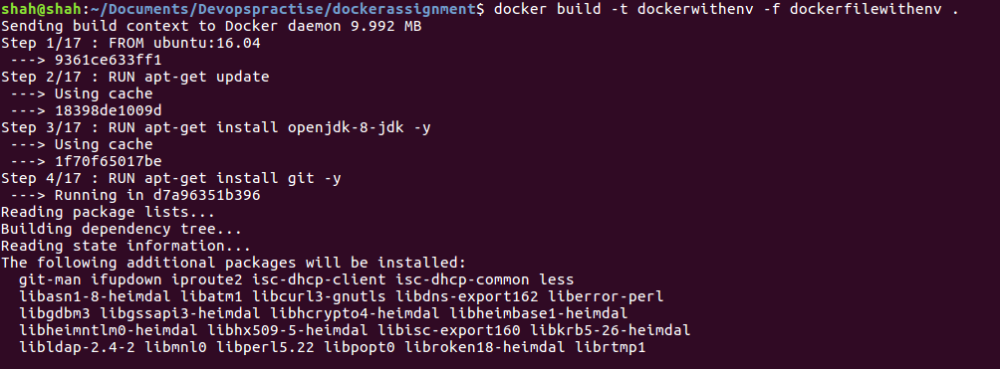 shah@shah:~/Documents/Devopspractise/dockerassignment$ docker build -t dockerwithenv -f dockerfilewithenv .
Sending build context to Docker daemon 9.992 MB
Step 1/17 : FROM ubuntu:16.04
 ---> 9361ce633ff1
Step 2/17 : RUN apt-get update
 ---> Using cache
 ---> 18398de1009d
Step 3/17 : RUN apt-get install openjdk-8-jdk -y
 ---> Using cache
 ---> 1f70f65017be
Step 4/17 : RUN apt-get install git -y
 ---> Running in d7a96351b396
Reading package lists...
Building dependency tree...
Reading state information...
The following additional packages will be installed:
  git-man ifupdown iproute2 isc-dhcp-client isc-dhcp-common less
  libasn1-8-heimdal libatm1 libcurl3-gnutls libdns-export162 liberror-perl
  libgdbm3 libgssapi3-heimdal libhcrypto4-heimdal libheimbase1-heimdal
  libheimntlm0-heimdal libhx509-5-heimdal libisc-export160 libkrb5-26-heimdal
  libldap-2.4-2 libmnl0 libperl5.22 libpopt0 libroken18-heimdal librtmp1